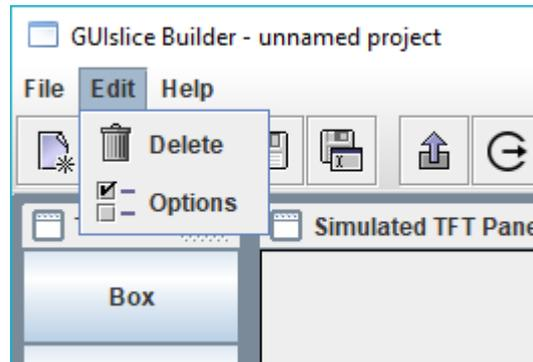 GUIslice Builder - unnamed project
File Edit Help
Delete
Options
Simulated TFT Pane
Box